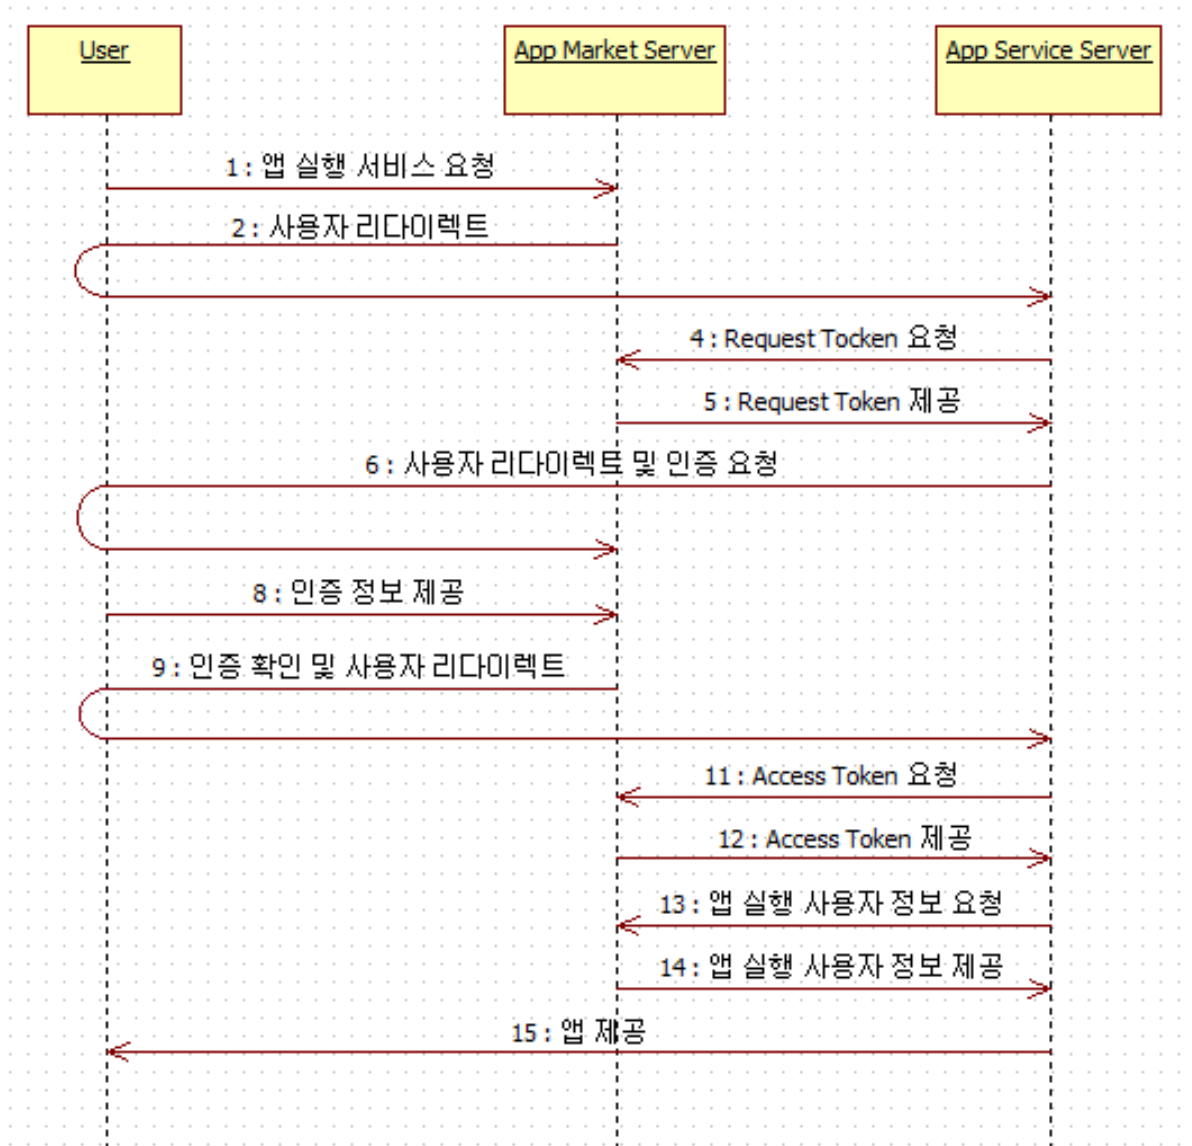 User
App Market Server
App Service Server
1 : 앱 실행 서비스 요청
2 : 사용자 리다이렉트
4 : Request Tocken 요청
5 : Request Token 제공
6 : 사용자 리다이렉트 및 인증 요청
8 : 인증 정보 제공
9 : 인증 확인 및 사용자 리다이렉트
11 : Access Token 요청
12 : Access Token 제공
13 : 앱 실행 사용자 정보 요청
14 : 앱 실행 사용자 정보 제공
15 : 앱 제공